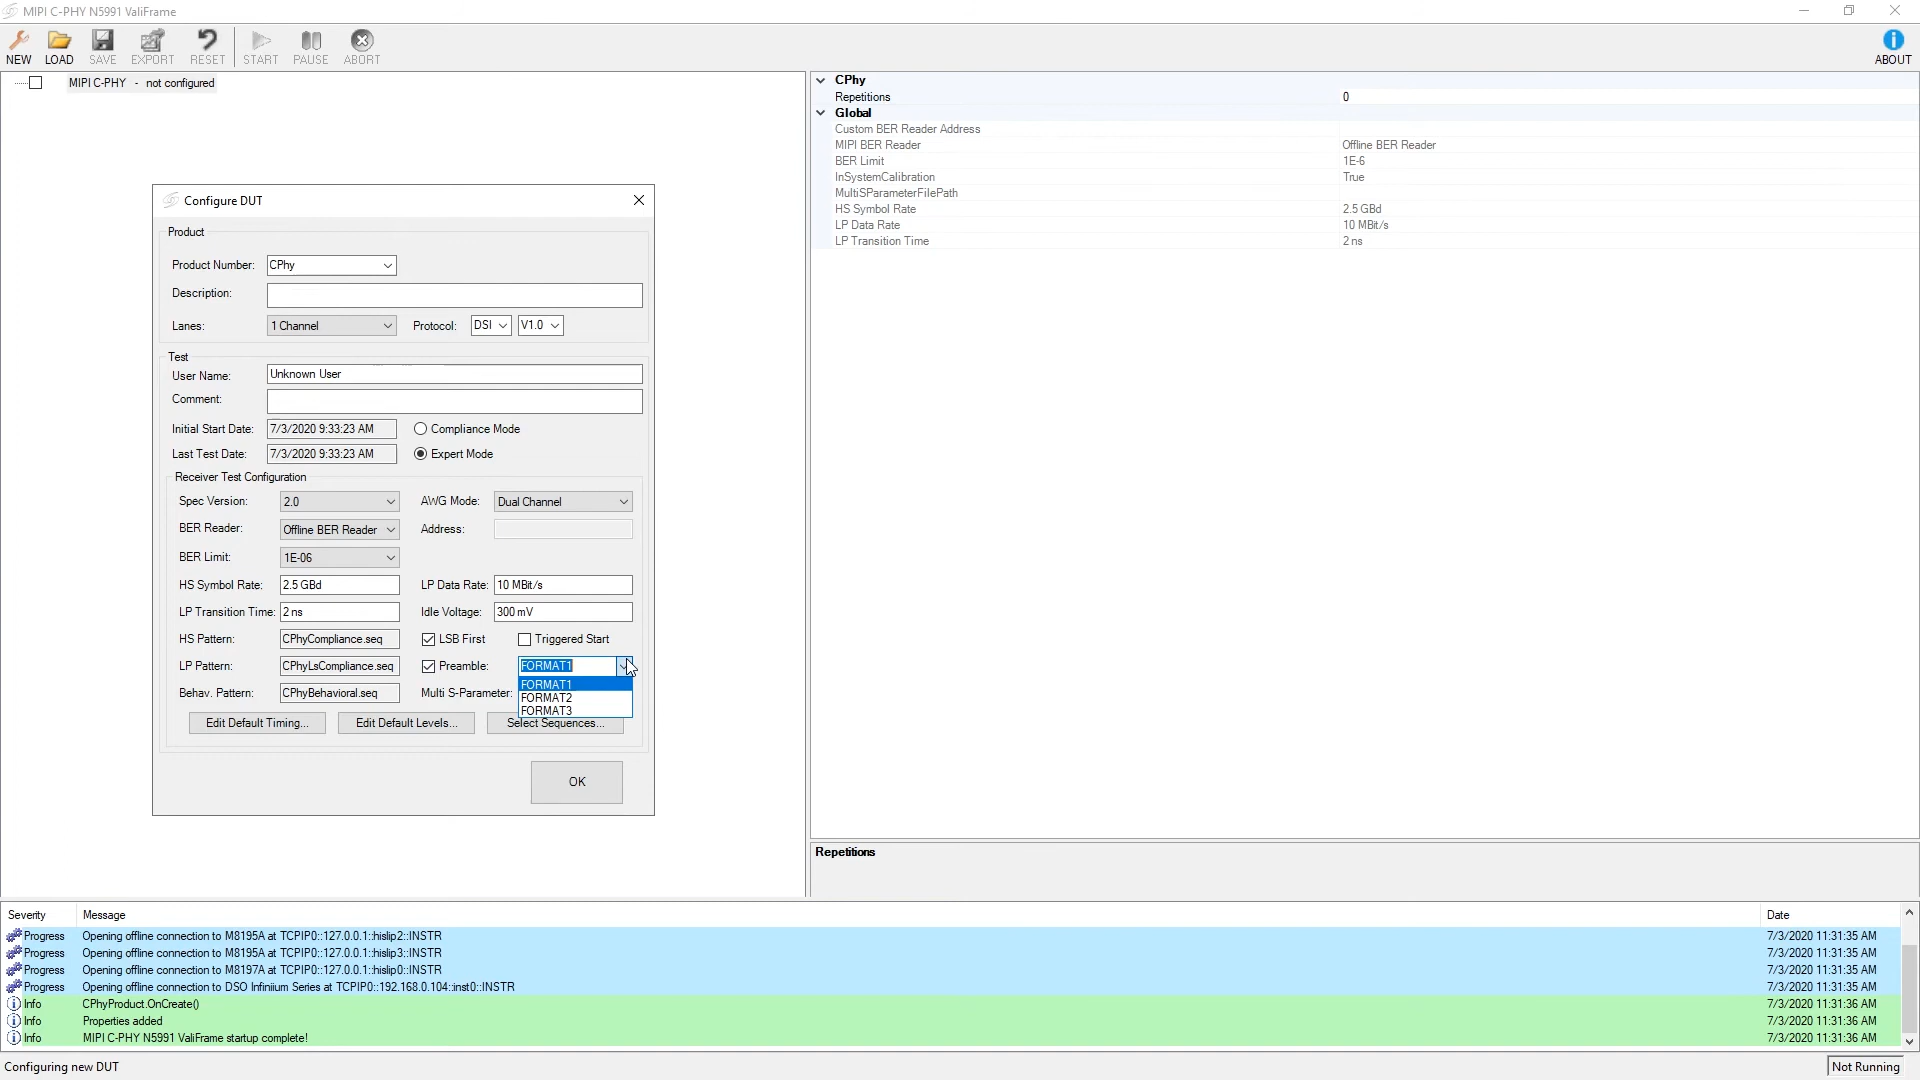 MIPI C-PHY N5991 ValiFrame
NEW LOAD SAVE EXPORT RESET START PAUSE ABORT ABOUT
MIPI C-PHY - not configured
CPhy
Repetitions 0
Global
Custom BER Reader Address
MIPI BER Reader Offline BER Reader
BER Limit 1E-6
InSystemCalibration True
MultiSParameterFilePath
HS Symbol Rate 2.5 GBd
LP Data Rate 10 MBit/s
LP Transition Time 2 ns
Configure DUT
Product
Product Number: CPhy
Description:
Lanes: 1 Channel Protocol: DSI V1.0
Test
User Name: Unknown User
Comment:
Initial Start Date: 7/3/2020 9:33:23 AM Compliance Mode
Last Test Date: 7/3/2020 9:33:23 AM Expert Mode
Receiver Test Configuration
Spec Version: 2.0 AWG Mode: Dual Channel
BER Reader: Offline BER Reader Address:
BER Limit: 1E-06
HS Symbol Rate: 2.5 GBd LP Data Rate: 10 MBit/s
LP Transition Time: 2 ns Idle Voltage: 300 mV
HS Pattern: CPhyCompliance.seq LSB First Triggered Start
LP Pattern: CPhyLsCompliance.seq Preamble: FORMAT1
FORMAT1
Behav. Pattern: CPhyBehavioral.seq Multi S-Parameter: FORMAT2
FORMAT3
Edit Default Timing... Edit Default Levels... Select Sequences...
OK
Repetitions
Severity Message Date
Progress Opening offline connection to M8195A at TCPIP0::127.0.0.1::hislip2::INSTR 7/3/2020 11:31:35 AM
Progress Opening offline connection to M8195A at TCPIP0::127.0.0.1::hislip3::INSTR 7/3/2020 11:31:35 AM
Progress Opening offline connection to M8197A at TCPIP0::127.0.0.1::hislip0::INSTR 7/3/2020 11:31:35 AM
Progress Opening offline connection to DSO Infiniium Series at TCPIP0::192.168.0.104::inst0::INSTR 7/3/2020 11:31:35 AM
Info CPhyProduct.OnCreate() 7/3/2020 11:31:36 AM
Info Properties added 7/3/2020 11:31:36 AM
Info MIPI C-PHY N5991 ValiFrame startup complete! 7/3/2020 11:31:36 AM
Configuring new DUT Not Running